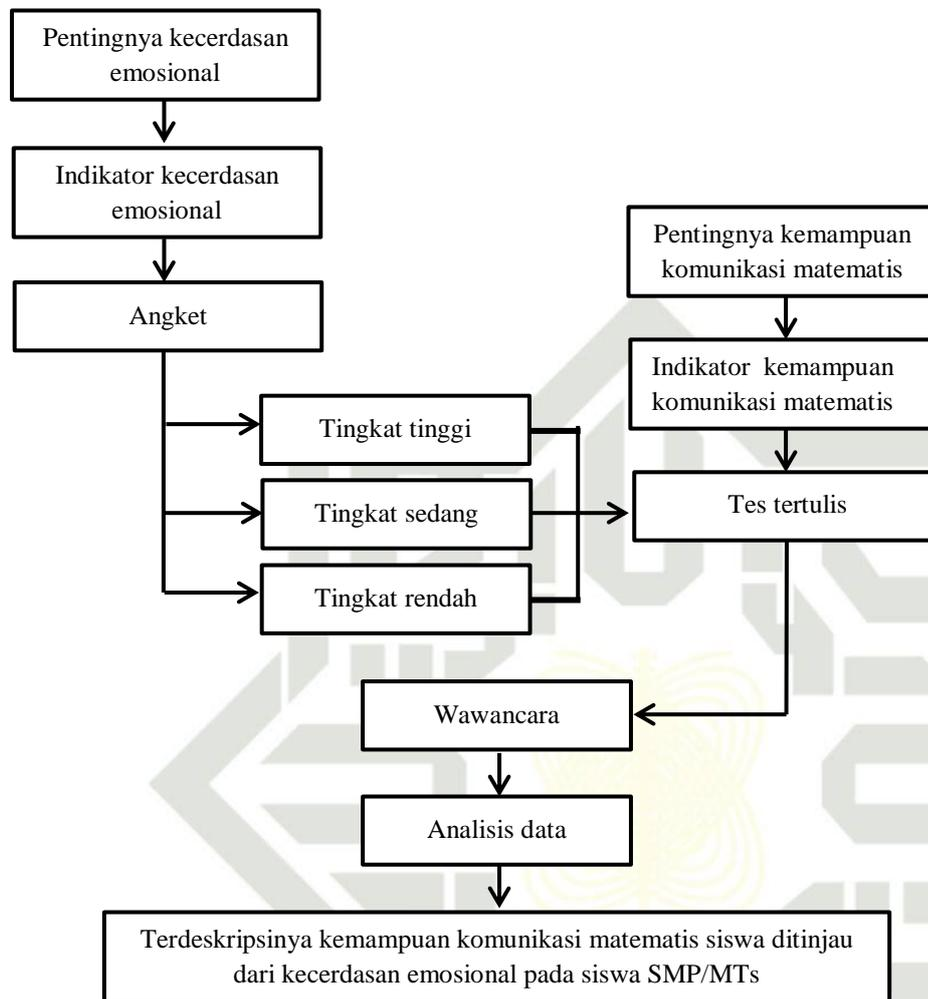 Pentingnya kecerdasan
emosional
Indikator kecerdasan
emosional
Angket
Pentingnya kemampuan
komunikasi matematis
Indikator kemampuan
komunikasi matematis
Tingkat tinggi
Tingkat sedang
Tingkat rendah
Tes tertulis
Wawancara
Analisis data
Terdeskripsinya kemampuan komunikasi matematis siswa ditinjau
dari kecerdasan emosional pada siswa SMP/MTs